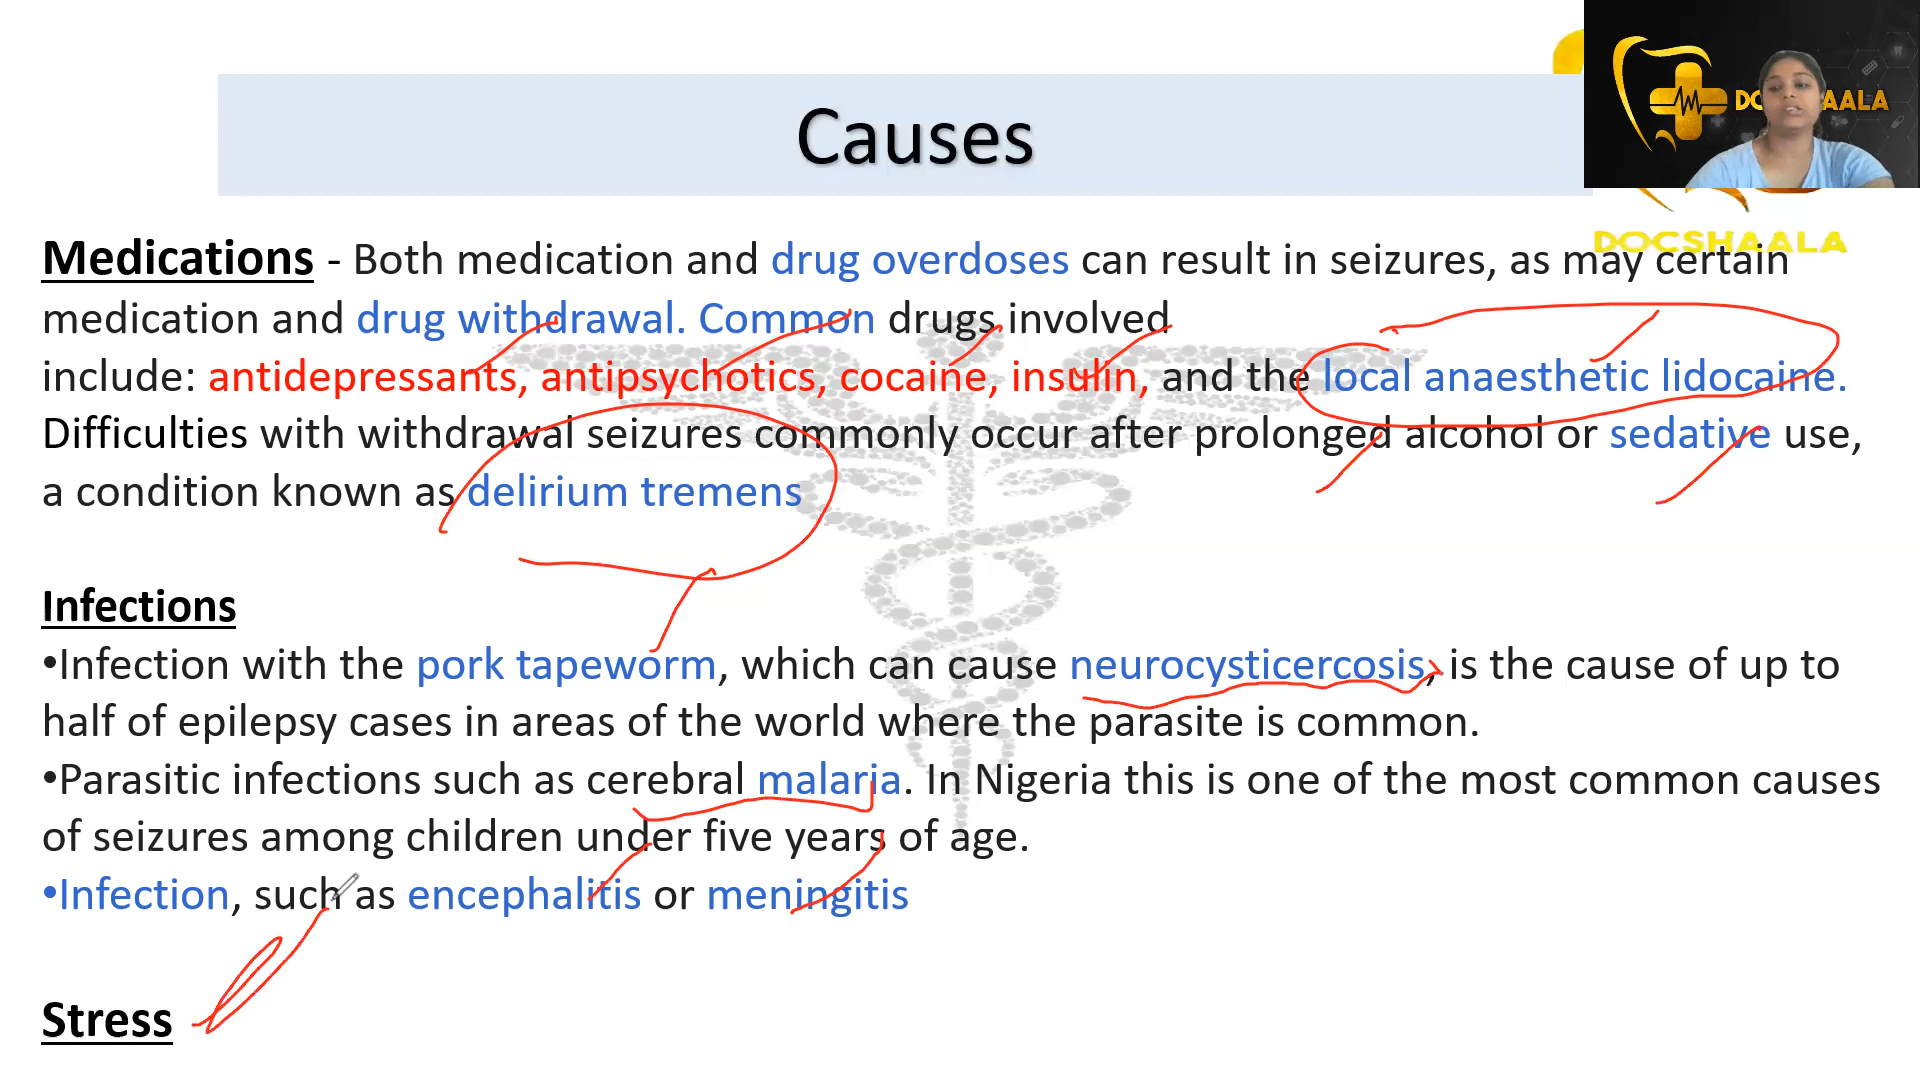 Causes
DOCSHAALA
Medications - Both medication and drug overdoses can result in seizures, as may certain
medication and drug withdrawal. Common drugs involved
include: antidepressants, antipsychotics, cocaine, insulin, and the local anaesthetic lidocaine.
Difficulties with withdrawal seizures commonly occur after prolonged alcohol or sedative use,
a condition known as delirium tremens
Infections
•Infection with the pork tapeworm, which can cause neurocysticercosis, is the cause of up to
half of epilepsy cases in areas of the world where the parasite is common.
•Parasitic infections such as cerebral malaria. In Nigeria this is one of the most common causes
of seizures among children under five years of age.
•Infection, such as encephalitis or meningitis
Stress